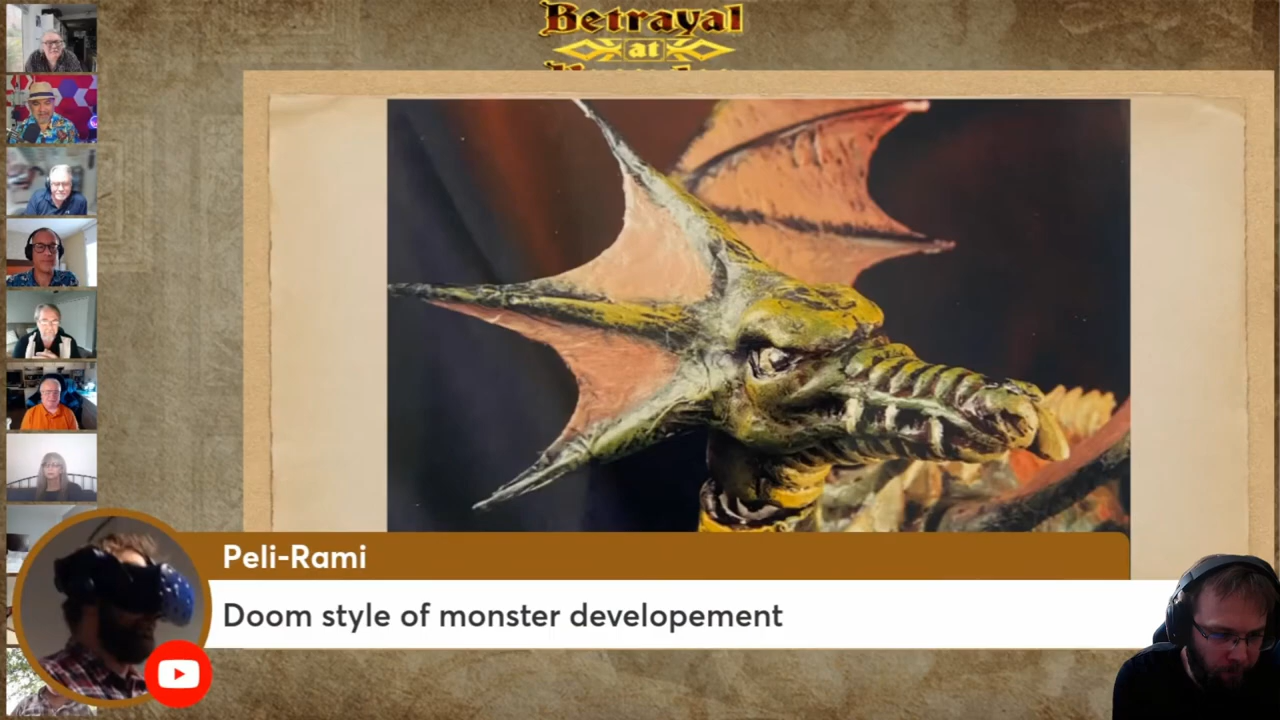 Betrayal
at
Peli-Rami
Doom style of monster developement